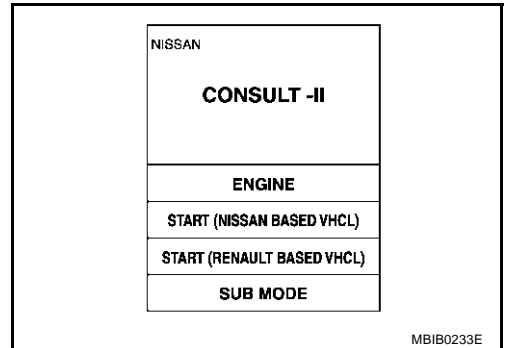 NISSAN
CONSULT -II
ENGINE
START (NISSAN BASED VHCL)
START (RENAULT BASED VHCL)
SUB MODE
MBIB0233E